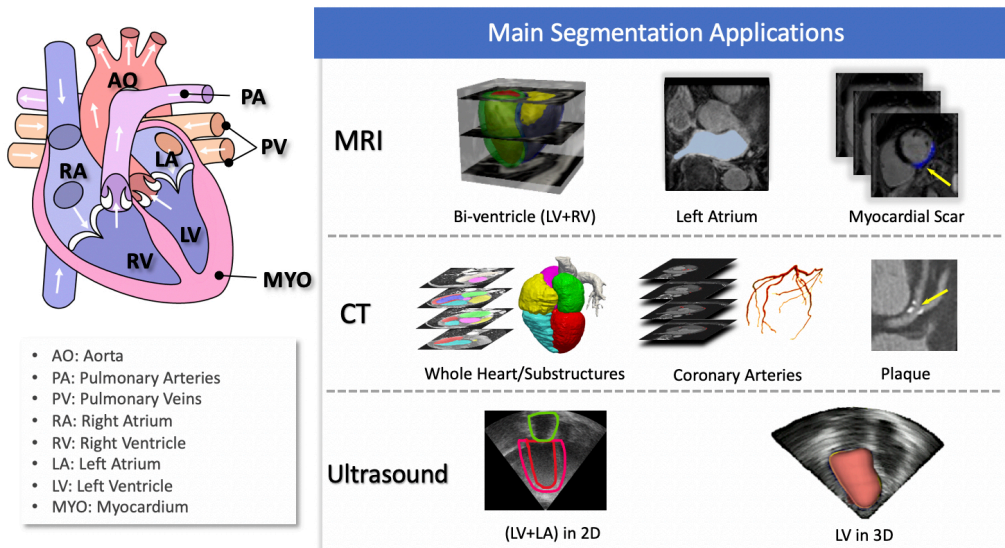 AO
PA
PV
RA
LA
LV
RV
MYO
• AO: Aorta
• PA: Pulmonary Arteries
• PV: Pulmonary Veins
• RA: Right Atrium
• RV: Right Ventricle
• LA: Left Atrium
• LV: Left Ventricle
• MYO: Myocardium
Main Segmentation Applications
MRI
Bi-ventricle (LV+RV)
Left Atrium
Myocardial Scar
CT
Whole Heart/Substructures
Coronary Arteries
Plaque
Ultrasound
(LV+LA) in 2D
LV in 3D